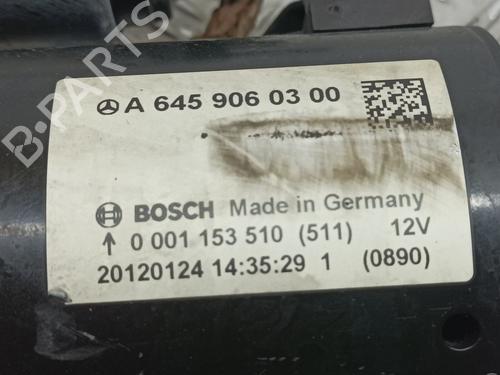 A 645 906 03 00
BOSCH Made in Germany
0 001 153 510 (511) 12V
20120124 14:35:29 1 (0890)
B-PARTS